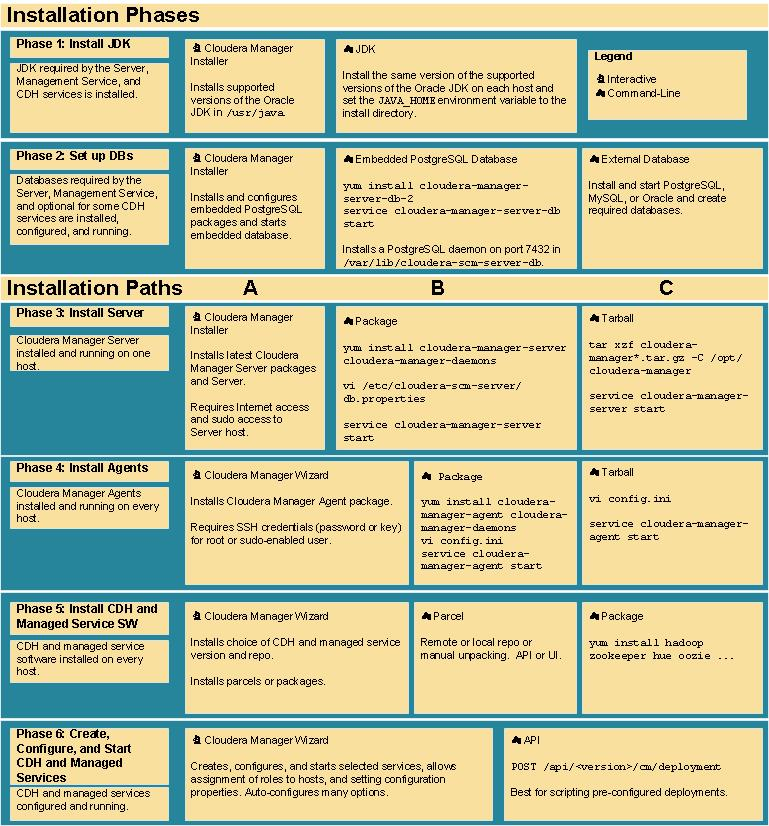 Installation Phases
Phase 1: Install JDK
JDK required by the Server,
Management Service, and
CDH services is installed.
Cloudera Manager
Installer
Installs supported
versions of the Oracle
JDK in /usr/java.
JDK
Install the same version of the supported
versions of the Oracle JDK on each host and
set the JAVA_HOME environment variable to the
install directory.
Legend
Interactive
Command-Line
Phase 2: Set up DBs
Databases required by the
Server, Management Service,
and optional for some CDH
services are installed,
configured, and running.
Cloudera Manager
Installer
Installs and configures
embedded PostgreSQL
packages and starts
embedded database.
Embedded PostgreSQL Database
yum install cloudera-manager-
server-db-2
service cloudera-manager-server-db
start
Installs a PostgreSQL daemon on port 7432 in
/var/lib/cloudera-scm-server-db.
External Database
Install and start PostgreSQL,
MySQL, or Oracle and create
required databases.
Installation Paths A B C
Phase 3: Install Server
Cloudera Manager Server
installed and running on one
host.
Cloudera Manager
Installer
Installs latest Cloudera
Manager Server packages
and Server.
Requires Internet access
and sudo access to
Server host.
Package
yum install cloudera-manager-server
cloudera-manager-daemons
vi /etc/cloudera-scm-server/
db.properties
service cloudera-manager-server
start
Tarball
tar xzf cloudera-
manager*.tar.gz -C /opt/
cloudera-manager
service cloudera-manager-
server start
Phase 4: Install Agents
Cloudera Manager Agents
installed and running on every
host.
Cloudera Manager Wizard
Installs Cloudera Manager Agent package.
Requires SSH credentials (password or key)
for root or sudo-enabled user.
Package
yum install cloudera-
manager-agent cloudera-
manager-daemons
vi config.ini
service cloudera-
manager-agent start
Tarball
vi config.ini
service cloudera-manager-
agent start
Phase 5: Install CDH and
Managed Service SW
CDH and managed service
software installed on every
host.
Cloudera Manager Wizard
Installs choice of CDH and managed service
version and repo.
Installs parcels or packages.
Parcel
Remote or local repo or
manual unpacking. API or UI.
Package
yum install hadoop
zookeeper hue oozie ...
Phase 6: Create,
Configure, and Start
CDH and Managed
Services
CDH and managed services
configured and running.
Cloudera Manager Wizard
Creates, configures, and starts selected services, allows
assignment of roles to hosts, and setting configuration
properties. Auto-configures many options.
API
POST /api/<version>/cm/deployment
Best for scripting pre-configured deployments.